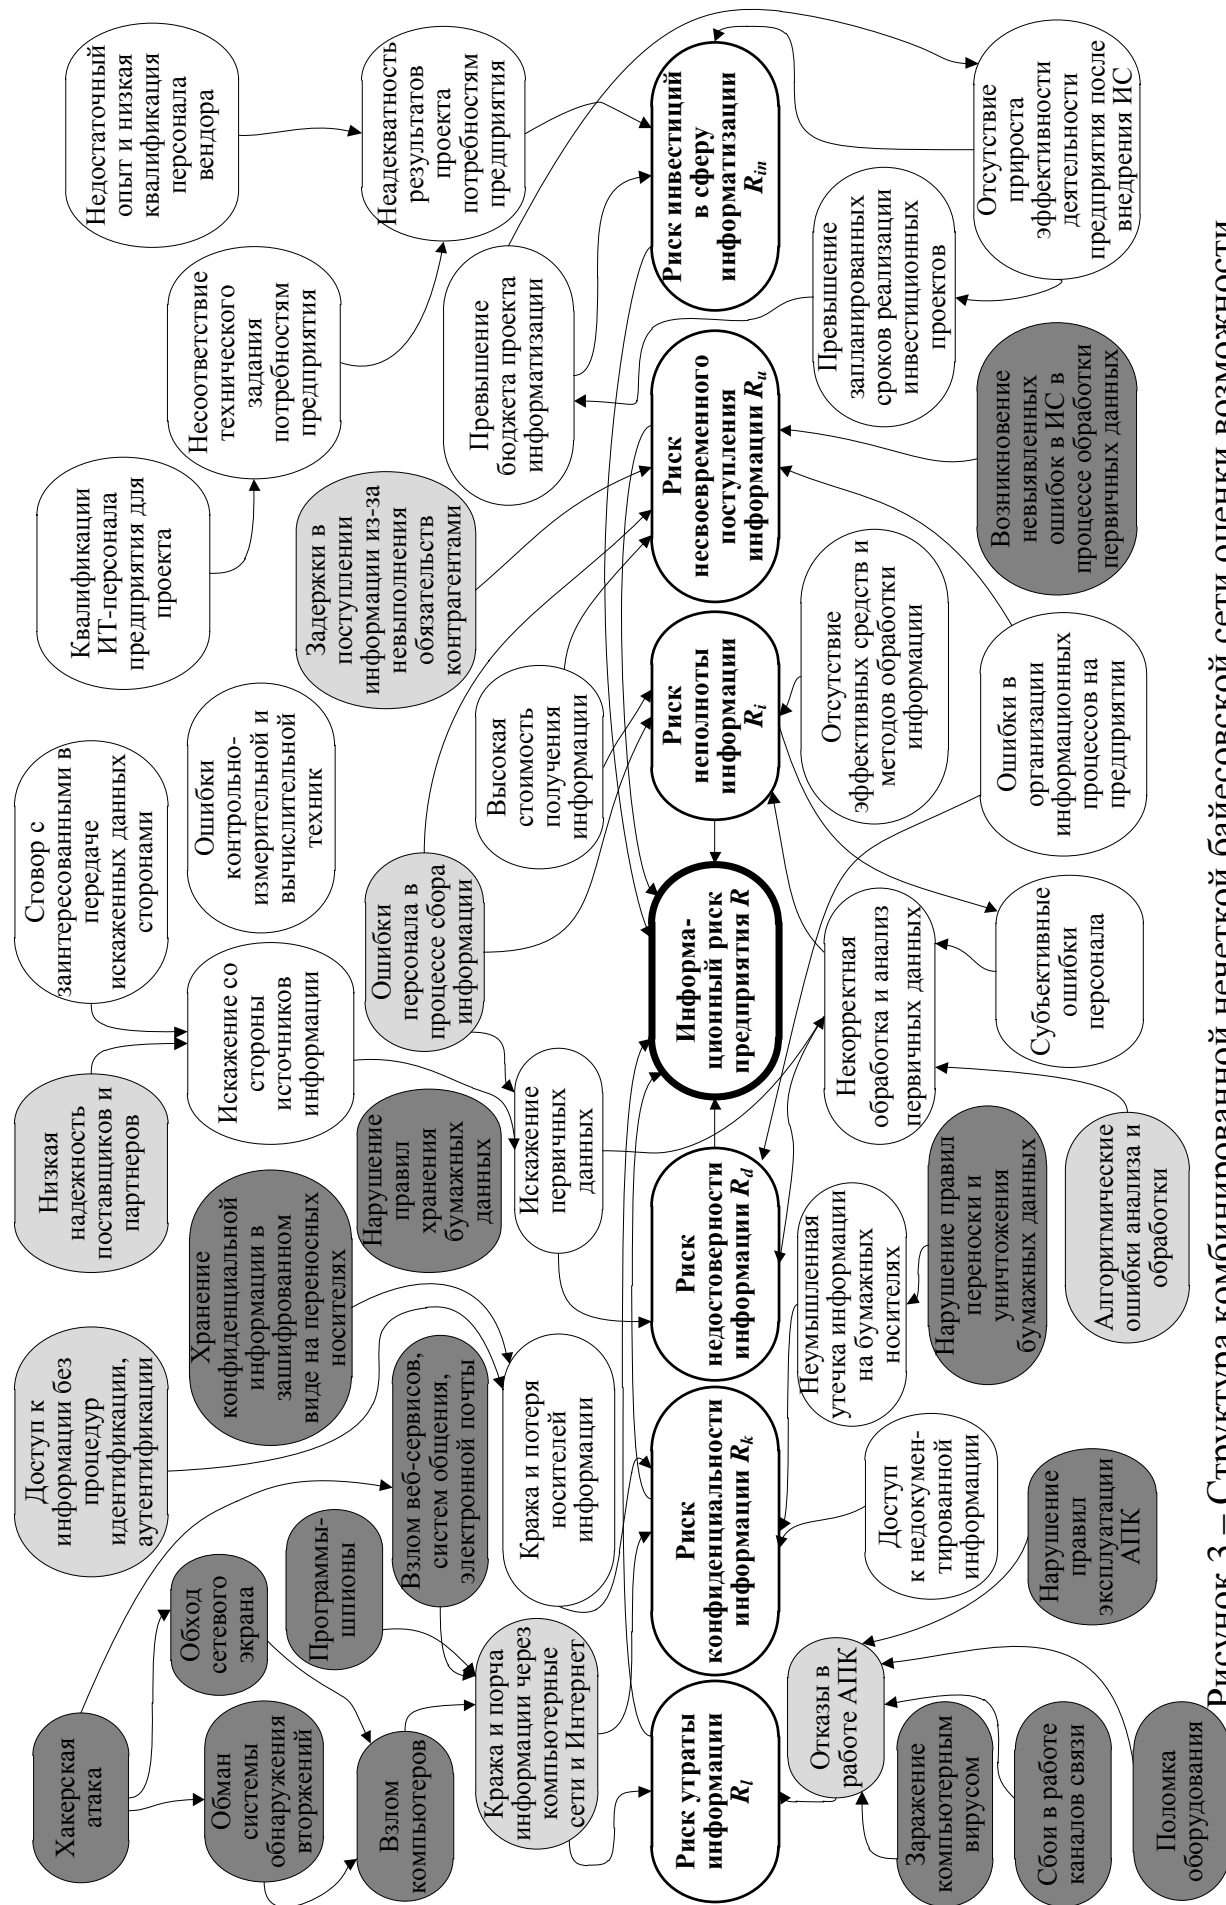 Хакерская
атака
Доступ к
информации без
процедур
идентификации,
аутентификации
Низкая
надежность
поставщиков и
партнеров
Сговор с
заинтересованными в
передаче
искаженных данных
сторонами
Квалификации
ИТ-персонала
предприятия для
проекта
Недостаточный
опыт и низкая
квалификация
персонала
вендора
Обман
системы
обнаружения
вторжений
Обход
сетевого
экрана
Хранение
конфиденциальной
информации в
зашифрованном
виде на переносных
носителях
Искажение со
стороны
источников
информации
Ошибки
контрольно-
измерительной и
вычислительной
техник
Несоответствие
технического
задания
потребностям
предприятия
Программы-
шпионы
Задержки в
поступлении
информации из-за
невыполнения
обязательств
контрагентами
Взлом
компьютеров
Взлом веб-сервисов,
систем общения,
электронной почты
Нарушение
правил
хранения
бумажных
данных
Ошибки
персонала в
процессе сбора
информации
Неадекватность
результатов
проекта
потребностям
предприятия
Кража и порча
информации через
компьютерные
сети и Интернет
Кража и потеря
носителей
информации
Искажение
первичных
данных
Высокая
стоимость
получения
информации
Превышение
бюджета проекта
информатизации
Риск утраты
информации
Rl
Риск
конфиденциальности
информации Rk
Риск
недостоверности
информации Rd
Информа-
ционный риск
предприятия R
Риск
неполноты
информации
Ri
Риск
несвоевременного
поступления
информации Ru
Риск инвестиций
в сферу
информатизации
Rin
Отказы в
работе АПК
Доступ
к недокумен-
тированной
информации
Неумышленная
утечка информации
на бумажных
носителях
Некорректная
обработка и анализ
первичных данных
Отсутствие
эффективных средств и
методов обработки
информации
Превышение
запланированных
сроков реализации
инвестиционных
проектов
Заражение
компьютерным
вирусом
Нарушение правил
переноски и
уничтожения
бумажных данных
Сбои в работе
каналов связи
Нарушение
правил
эксплуатации
АПК
Субъективные
ошибки
персонала
Ошибки в
организации
информационных
процессов на
предприятии
Возникновение
невыявленных
ошибок в ИС в
процессе обработки
первичных данных
Отсутствие
прироста
эффективности
деятельности
предприятия после
внедрения ИС
Поломка
оборудования
Алгоритмические
ошибки анализа и
обработки
Рисунок 3 – Структура комбинированной нечеткой байесовской сети оценки возможности